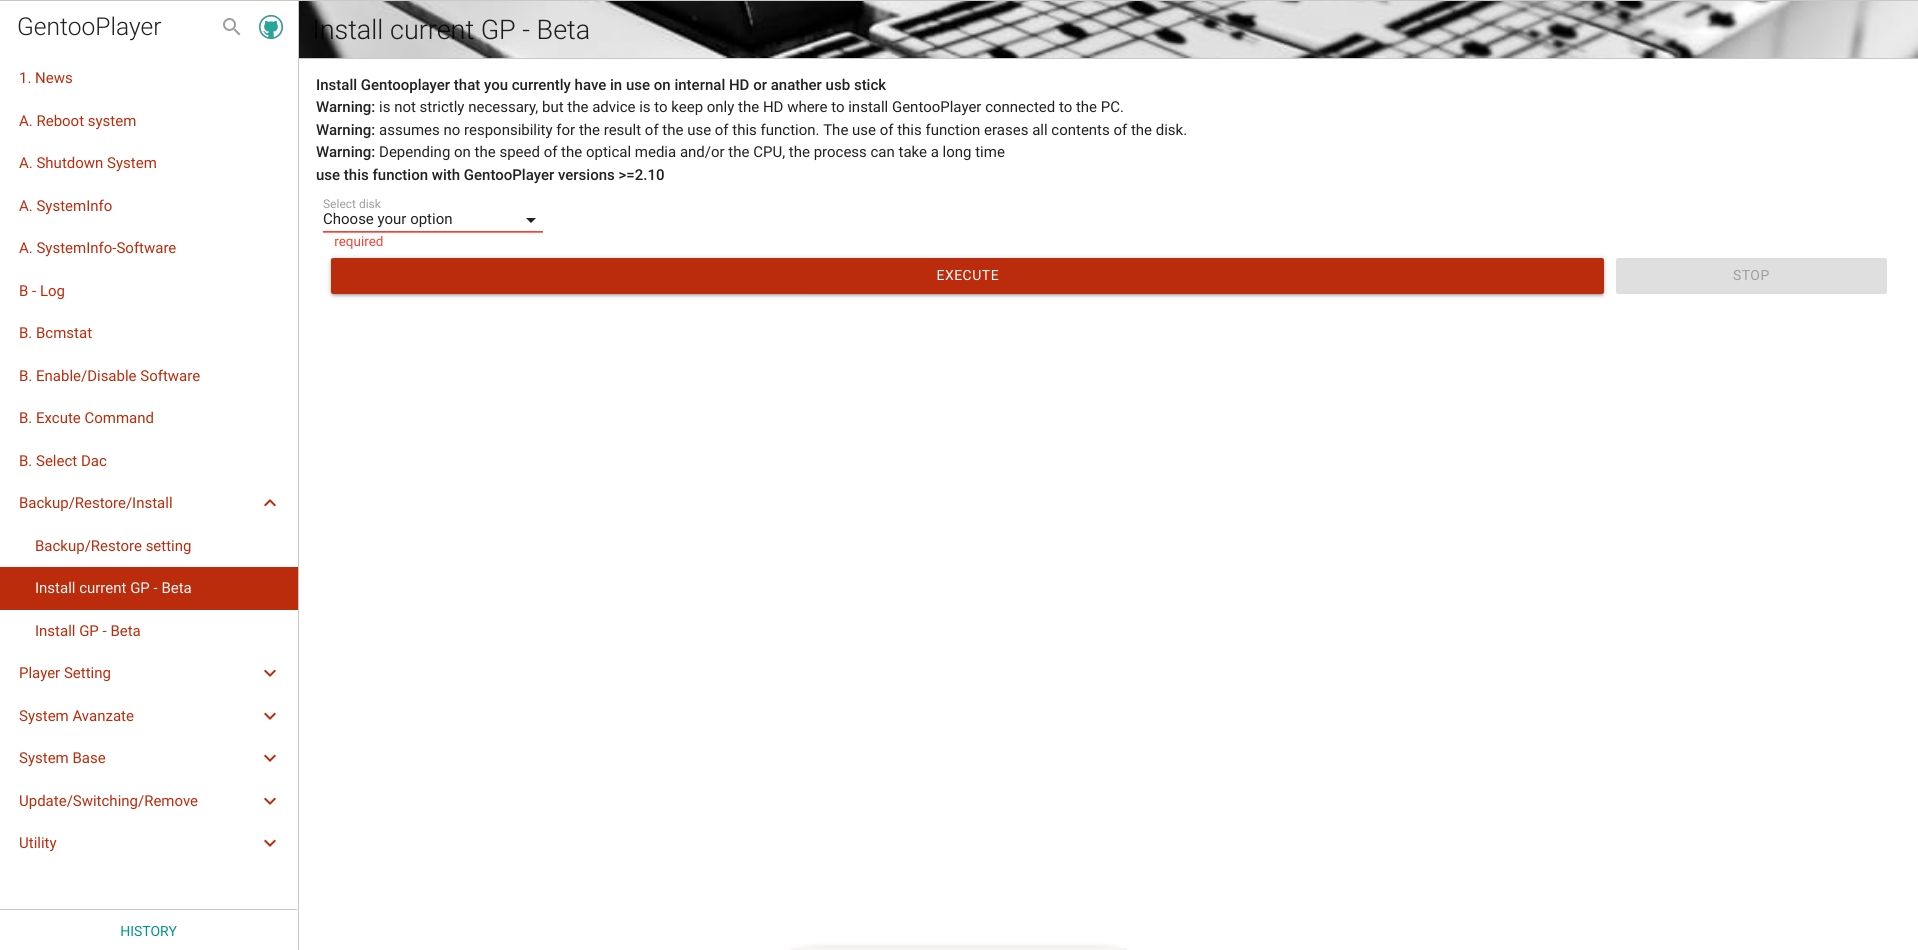 GentooPlayer
1. News
A. Reboot system
A. Shutdown System
A. SystemInfo
A. SystemInfo-Software
B - Log
B. Bcmstat
B. Enable/Disable Software
B. Excute Command
B. Select Dac
Backup/Restore/Install
Backup/Restore setting
Install current GP - Beta
Install GP - Beta
Player Setting
System Avanzate
System Base
Update/Switching/Remove
Utility
HISTORY
Install current GP - Beta
Install Gentooplayer that you currently have in use on internal HD or anather usb stick
Warning: is not strictly necessary, but the advice is to keep only the HD where to install GentooPlayer connected to the PC.
Warning: assumes no responsibility for the result of the use of this function. The use of this function erases all contents of the disk.
Warning: Depending on the speed of the optical media and/or the CPU, the process can take a long time
use this function with GentooPlayer versions >=2.10
Select disk
Choose your option
required
EXECUTE
STOP